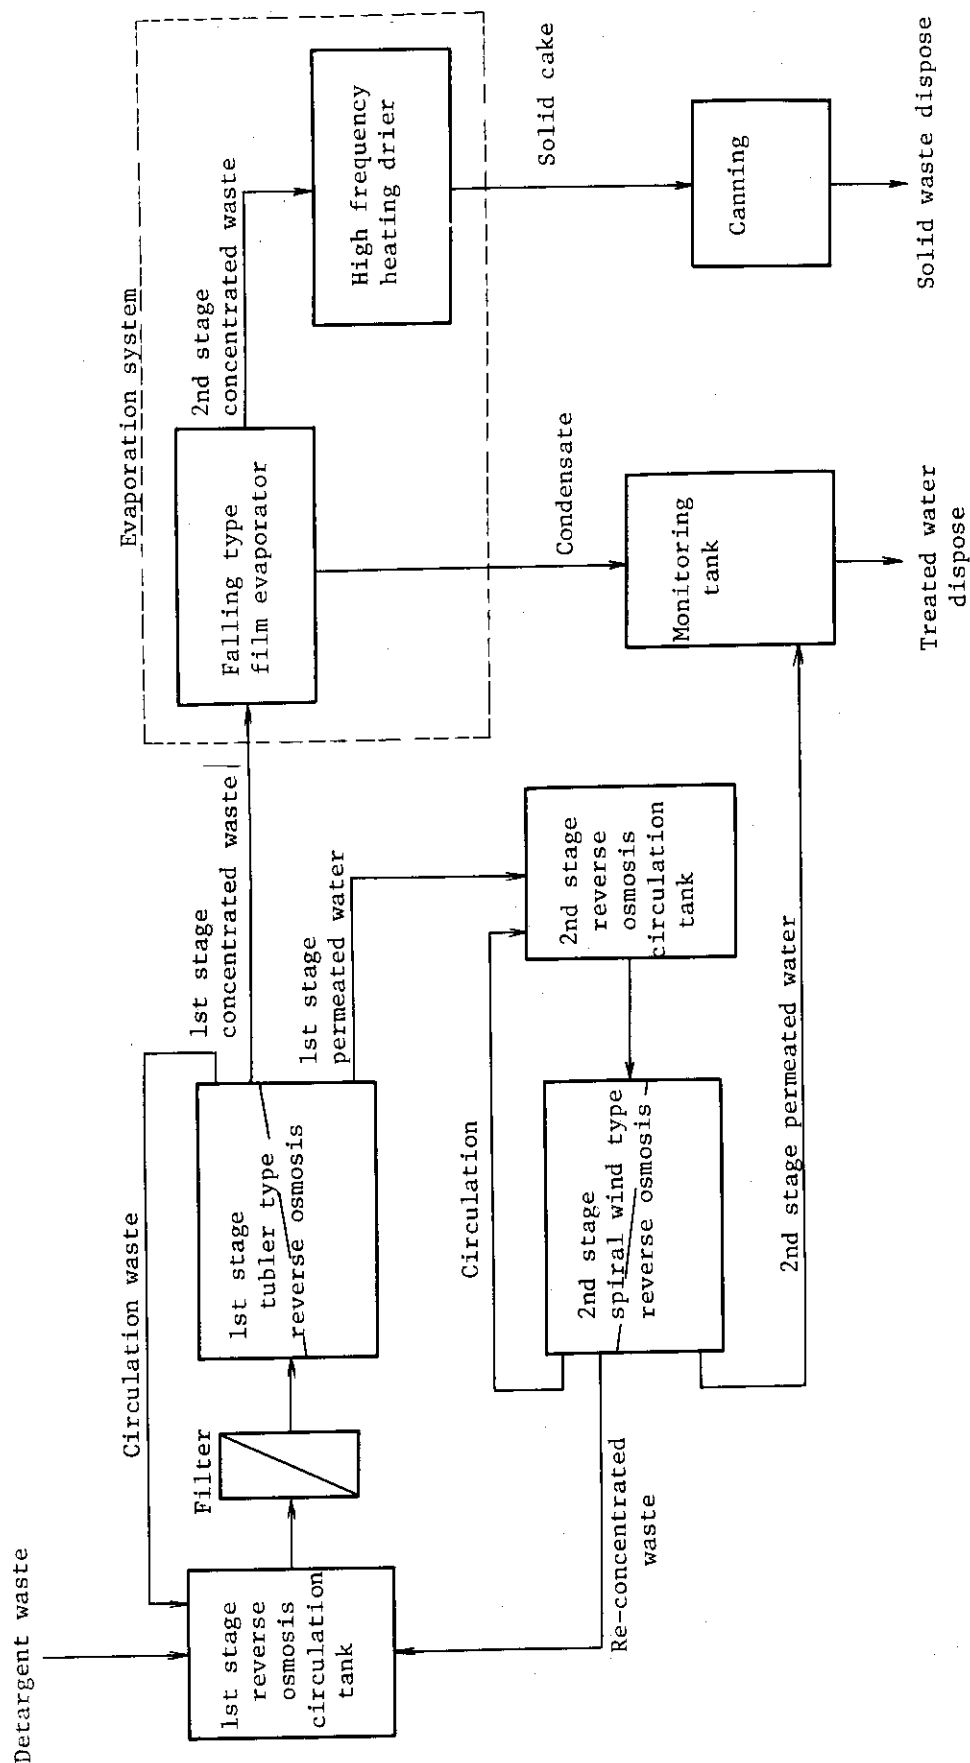 Detargent waste
1st stage
reverse
osmosis
circulation
tank
Circulation waste
Filter
1st stage
tubler type
reverse osmosis
1st stage
concentrated waste
1st stage
permeated water
Evaporation system
Falling type
film evaporator
2nd stage
concentrated waste
High frequency
heating drier
Solid cake
Canning
Solid waste dispose
Condensate
Monitoring
tank
Treated water
dispose
2nd stage
reverse
osmosis
circulation
tank
Circulation
2nd stage
spiral wind type
reverse osmosis
Re-concentrated
waste
2nd stage permeated water